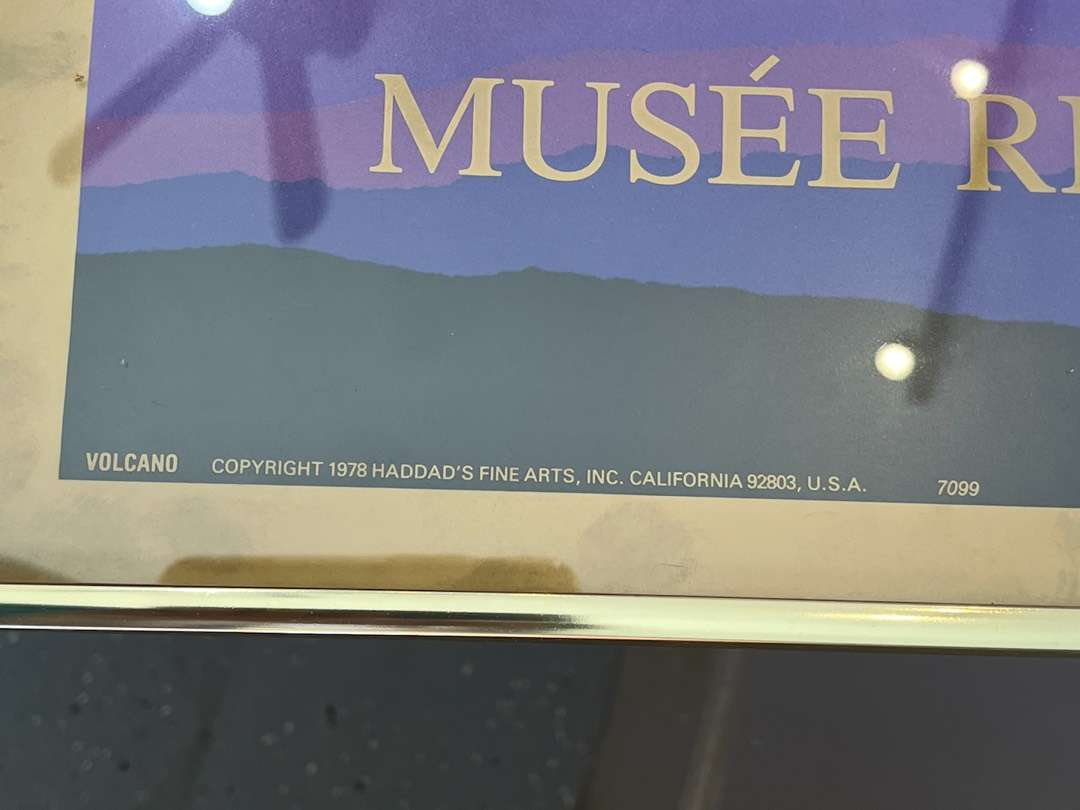 MUSÉE
VOLCANO COPYRIGHT 1978 HADDAD'S FINE ARTS, INC. CALIFORNIA 92803, U.S.A. 7099